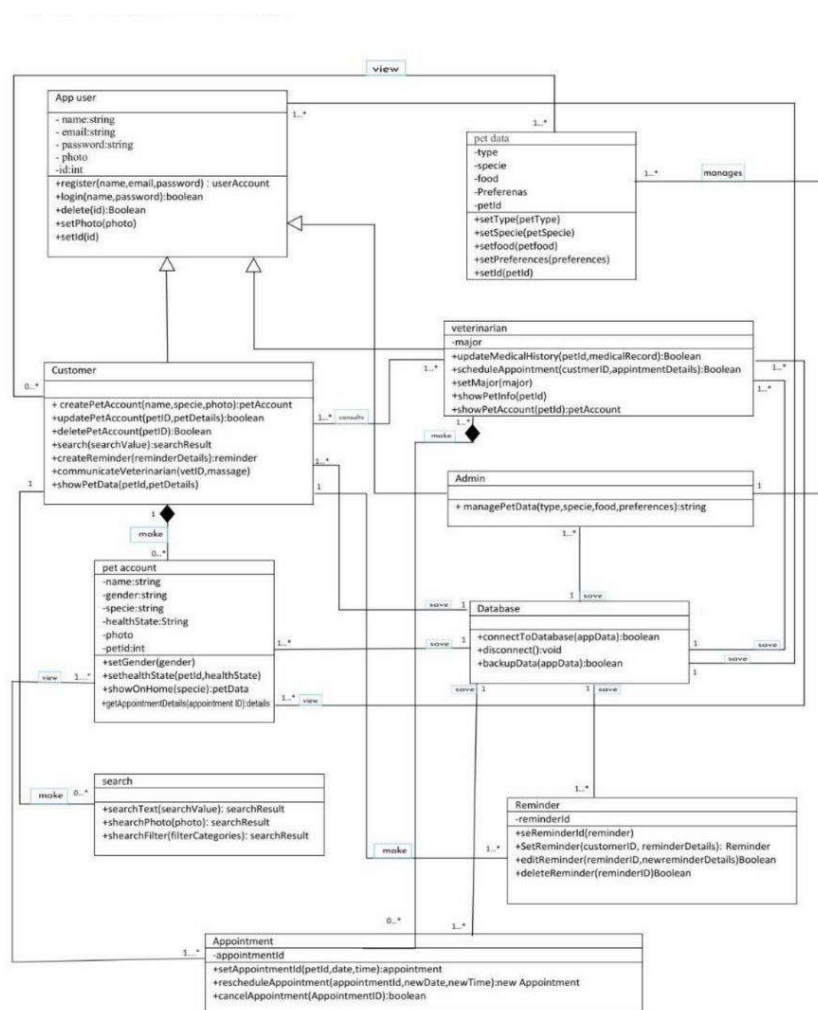 view
App user
- name:string
- email:string
- password:string
- photo
-id:int
+register(name,email,password) : userAccount
+login(name,password):boolean
+delete(id):Boolean
+setPhoto(photo)
+setId(id)
1..*
1...*
pet data
-type
-specie
-food
-Preferenas
-petId
+setType(petType)
+setSpecie(petSpecie)
+setfood(petfood)
+setPreferences(preferences)
+setId(petId)
1...*
manages
veterinarian
-major
+updateMedicalHistory(petId,medicalRecord):Boolean
+scheduleAppointment(custmerID,appintmentDetails):Boolean
+setMajor(major)
+showPetInfo(petId)
+showPetAccount(petId):petAccount
1...*
1...*
1...*
1...*
make
0...*
Customer
+ createPetAccount(name,specie,photo):petAccount
+updatePetAccount(petID,petDetails):boolean
+deletePetAccount(petID):Boolean
+search(searchValue):searchResult
+createReminder(reminderDetails):reminder
+communicateVeterinarian(vetID,massage)
+showPetData(petId,petDetails)
1...*
consults
1...*
1
1
1
make
0...*
Admin
+ managePetData(type,specie,food,preferences):string
1
1...*
pet account
-name:string
-gender:string
-specie:string
-healthState:String
-photo
-petId:int
+setGender(gender)
+sethealthState(petId,healthState)
+showOnHome(specie):petData
+getAppointmentDetails(appointment ID):details
1...*
save
1
1
save
Database
+connectToDatabase(appData):boolean
+disconnect():void
+backupData(appData):boolean
save
1
1
save
save
1
view
1...*
1...*
view
save
1
1
save
search
+searchText(searchValue): searchResult
+shearchPhoto(photo): searchResult
+shearchFilter(filterCategories): searchResult
make
0...*
1...*
Reminder
-reminderId
+seReminderId(reminder)
+SetReminder(customerID, reminderDetails): Reminder
+editReminder(reminderID,newreminderDetails)Boolean
+deleteReminder(reminderID)Boolean
make
1...*
0...*
1...*
Appointment
-appointmentId
+setAppointmentId(petId,date,time):appointment
+rescheduleAppointment(appointmentId,newDate,newTime):new Appointment
+cancelAppointment(AppointmentID):boolean
1...*